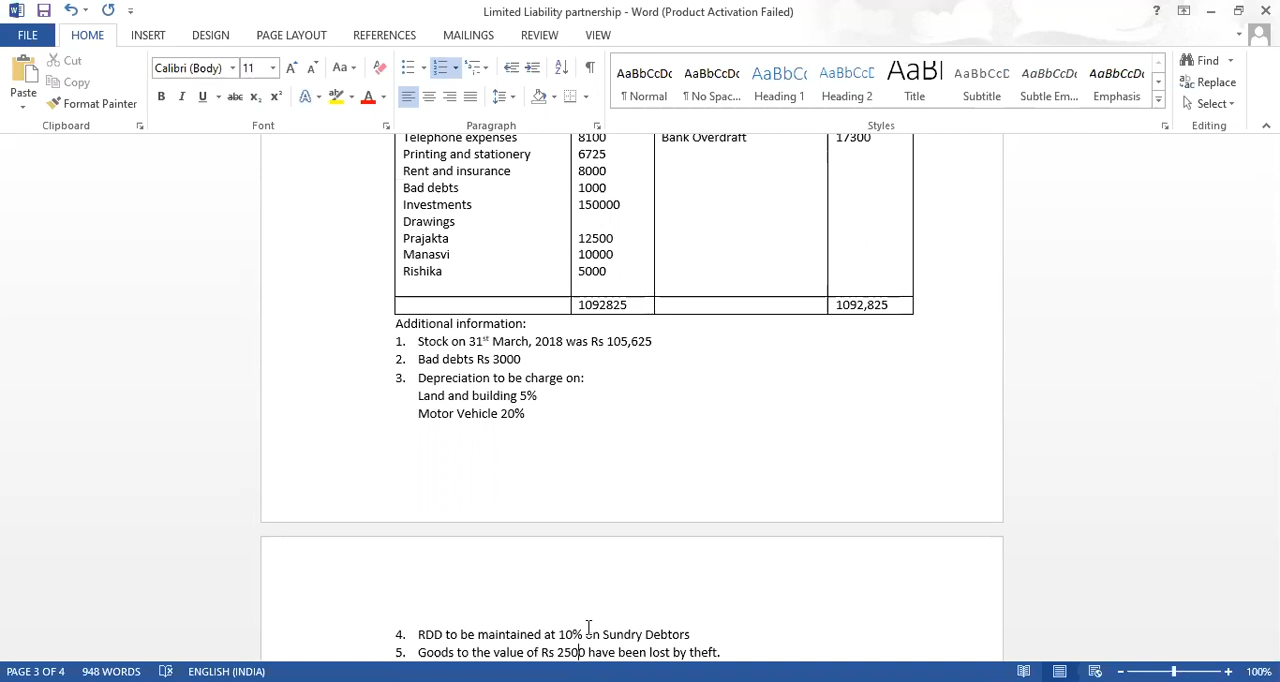 Limited Liability partnership - Word (Product Activation Failed)
FILE HOME INSERT DESIGN PAGE LAYOUT REFERENCES MAILINGS REVIEW VIEW
Paste
Cut
Copy
Format Painter
Clipboard
Calibri (Body) 11
Font
Paragraph
AaBbCcDc AaBbCcDc AaBbCc AaBbCcD AaBl AaBbCcD AaBbCcDc AaBbCcDc
¶ Normal ¶ No Spac... Heading 1 Heading 2 Title Subtitle Subtle Em... Emphasis
Styles
Find
Replace
Select
Editing
Telephone expenses 8100 Bank Overdraft 17300
Printing and stationery 6725
Rent and insurance 8000
Bad debts 1000
Investments 150000
Drawings
Prajakta 12500
Manasvi 10000
Rishika 5000
1092825 1092,825
Additional information:
1. Stock on 31st March, 2018 was Rs 105,625
2. Bad debts Rs 3000
3. Depreciation to be charge on:
Land and building 5%
Motor Vehicle 20%
4. RDD to be maintained at 10% on Sundry Debtors
5. Goods to the value of Rs 2500 have been lost by theft.
PAGE 3 OF 4 948 WORDS ENGLISH (INDIA) 100%